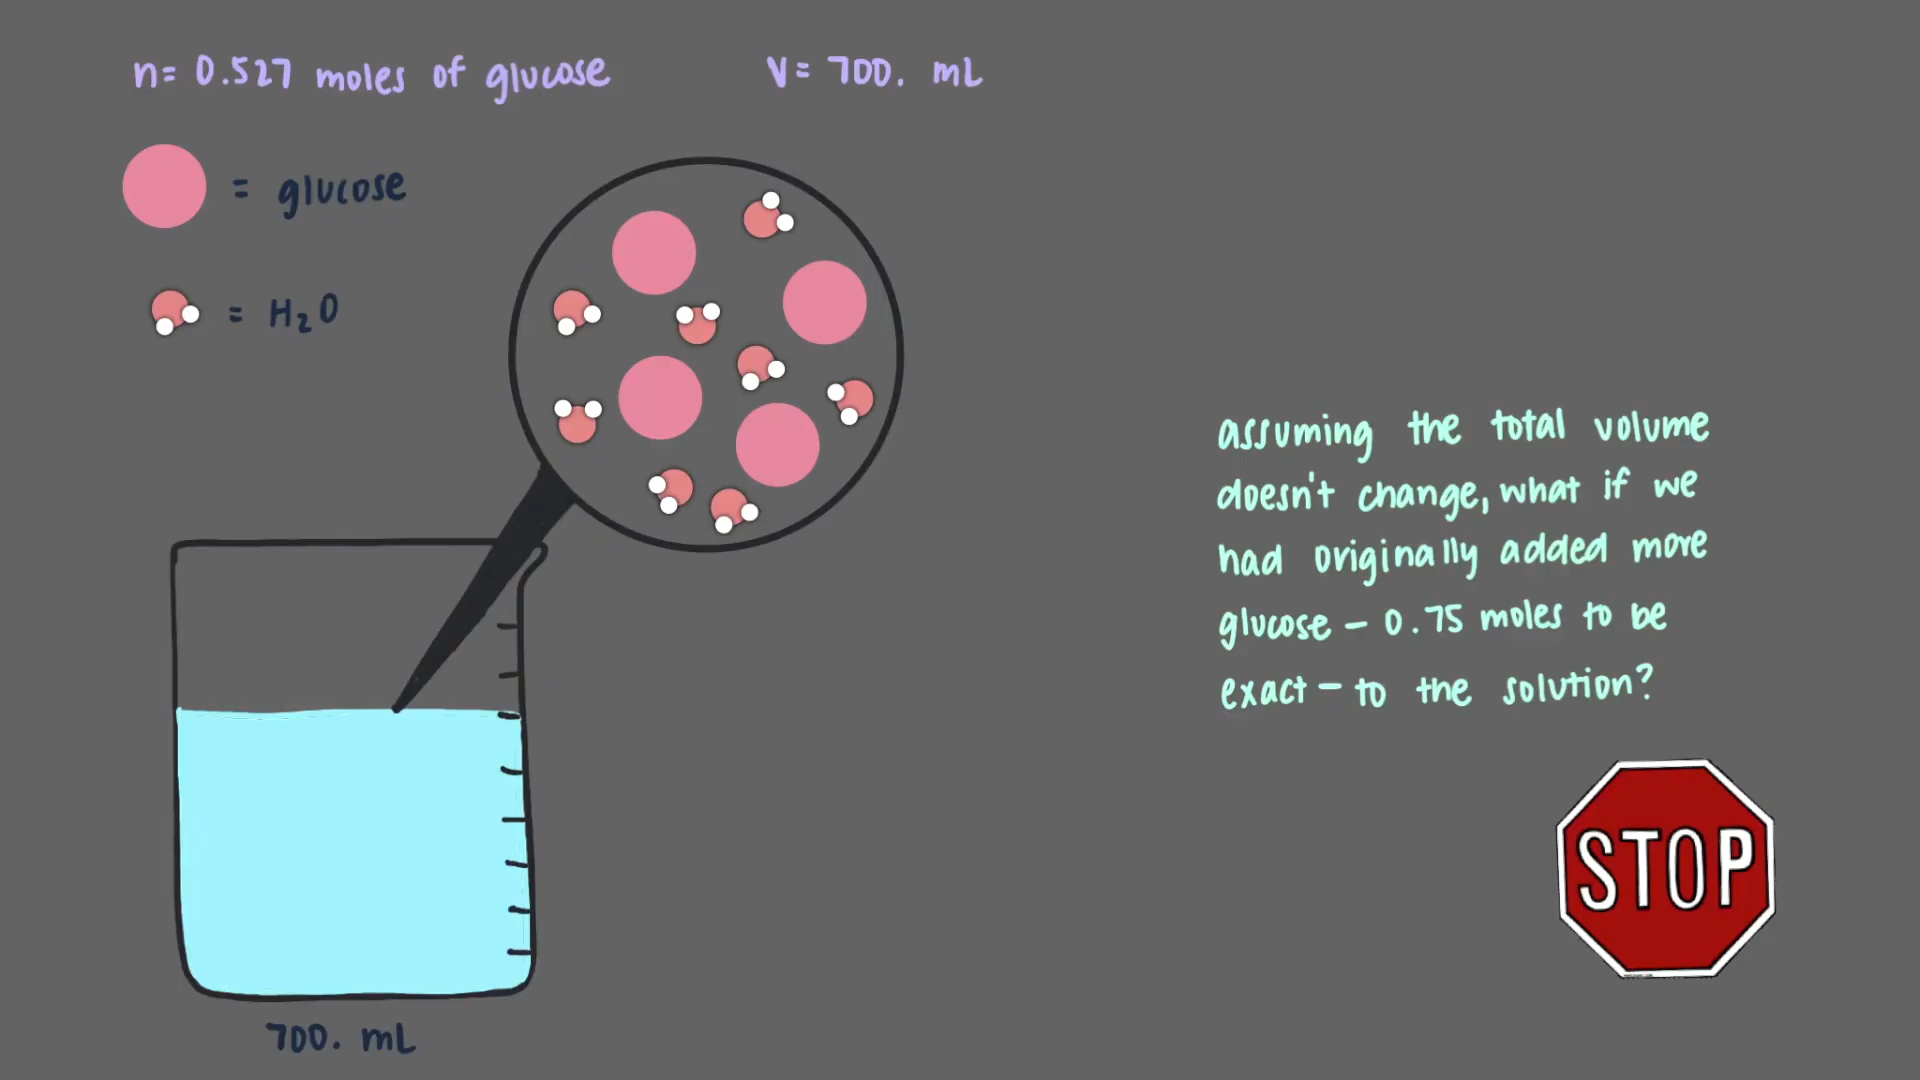 n= 0.527 moles of glucose
V= 700. mL
= glucose
= H₂O
assuming the total volume
doesn't change, what if we
had originally added more
glucose – 0.75 moles to be
exact – to the solution?
STOP
700. mL